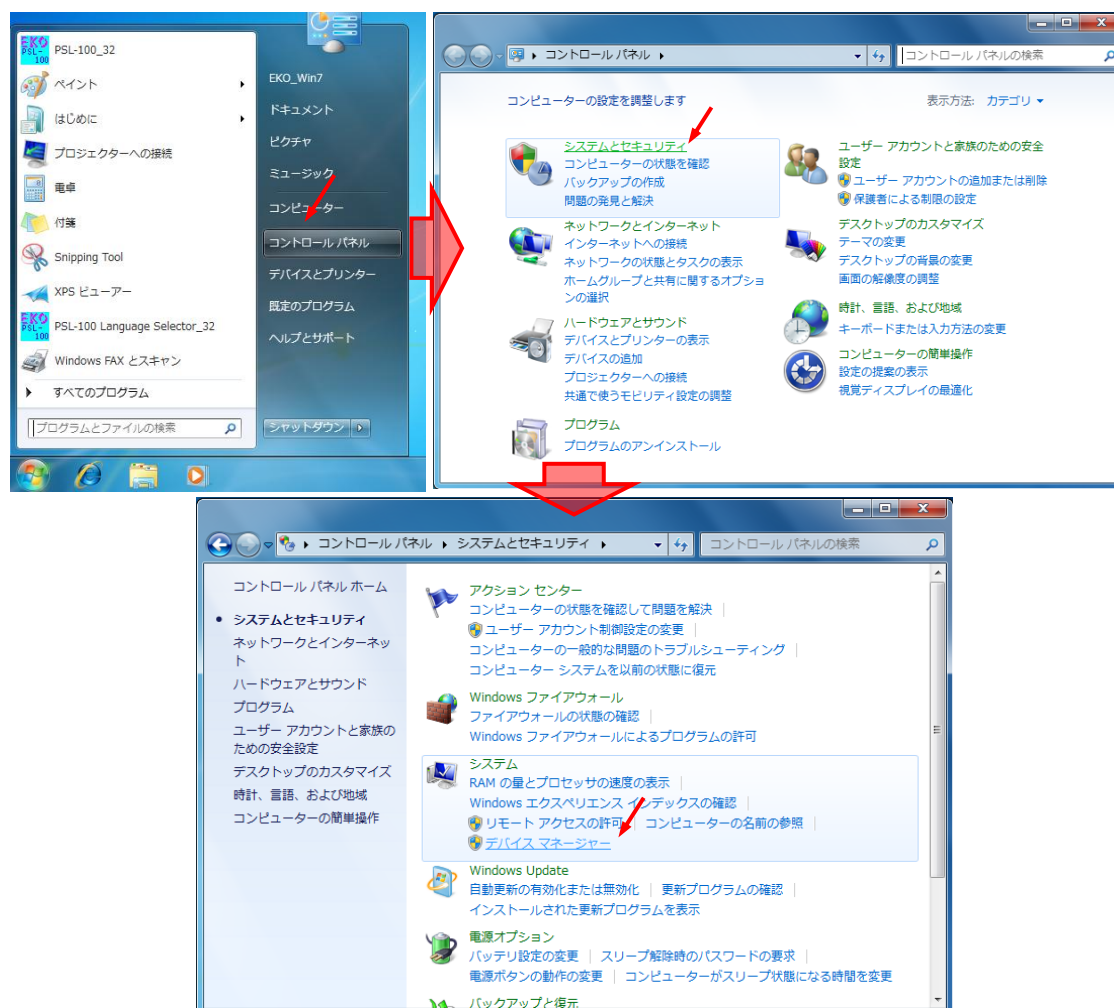 EKO
PSL-
100
PSL-100_32
ペイント
はじめに
プロジェクターへの接続
電卓
付箋
Snipping Tool
XPS ビューアー
EKO
PSL-
100
PSL-100 Language Selector_32
Windows FAX とスキャン
すべてのプログラム
プログラムとファイルの検索
EKO_Win7
ドキュメント
ピクチャ
ミュージック
コンピューター
コントロール パネル
デバイスとプリンター
既定のプログラム
ヘルプとサポート
シャットダウン
コントロール パネル
コントロール パネルの検索
コンピューターの設定を調整します
表示方法: カテゴリ
システムとセキュリティ
コンピューターの状態を確認
バックアップの作成
問題の発見と解決
ネットワークとインターネット
インターネットへの接続
ネットワークの状態とタスクの表示
ホームグループと共有に関するオプショ
ンの選択
ハードウェアとサウンド
デバイスとプリンターの表示
デバイスの追加
プロジェクターへの接続
共通で使うモビリティ設定の調整
プログラム
プログラムのアンインストール
ユーザー アカウントと家族のための安全
設定
ユーザー アカウントの追加または削除
保護者による制限の設定
デスクトップのカスタマイズ
テーマの変更
デスクトップの背景の変更
画面の解像度の調整
時計、言語、および地域
キーボードまたは入力方法の変更
コンピューターの簡単操作
設定の提案の表示
視覚ディスプレイの最適化
コントロール パネル システムとセキュリティ
コントロール パネルの検索
コントロール パネル ホーム
システムとセキュリティ
ネットワークとインターネッ
ト
ハードウェアとサウンド
プログラム
ユーザー アカウントと家族の
ための安全設定
デスクトップのカスタマイズ
時計、言語、および地域
コンピューターの簡単操作
アクション センター
コンピューターの状態を確認して問題を解決
ユーザー アカウント制御設定の変更
コンピューターの一般的な問題のトラブルシューティング
コンピューター システムを以前の状態に復元
Windows ファイアウォール
ファイアウォールの状態の確認
Windows ファイアウォールによるプログラムの許可
システム
RAM の量とプロセッサの速度の表示
Windows エクスペリエンス インデックスの確認
リモート アクセスの許可 コンピューターの名前の参照
デバイス マネージャー
Windows Update
自動更新の有効化または無効化 更新プログラムの確認
インストールされた更新プログラムを表示
電源オプション
バッテリ設定の変更 スリープ解除時のパスワードの要求
電源ボタンの動作の変更 コンピューターがスリープ状態になる時間を変更
バックアップと復元